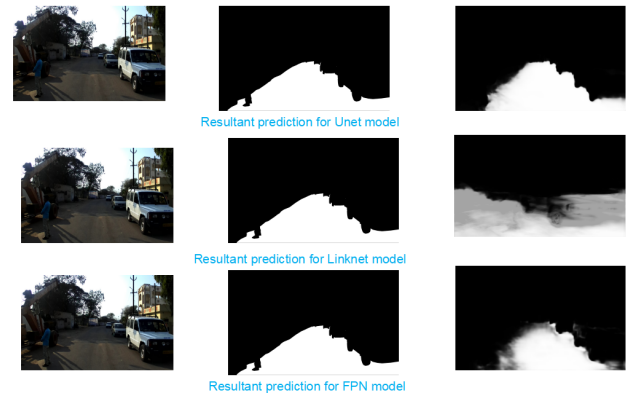 Resultant prediction for Unet model
Resultant prediction for Linknet model
Resultant prediction for FPN model